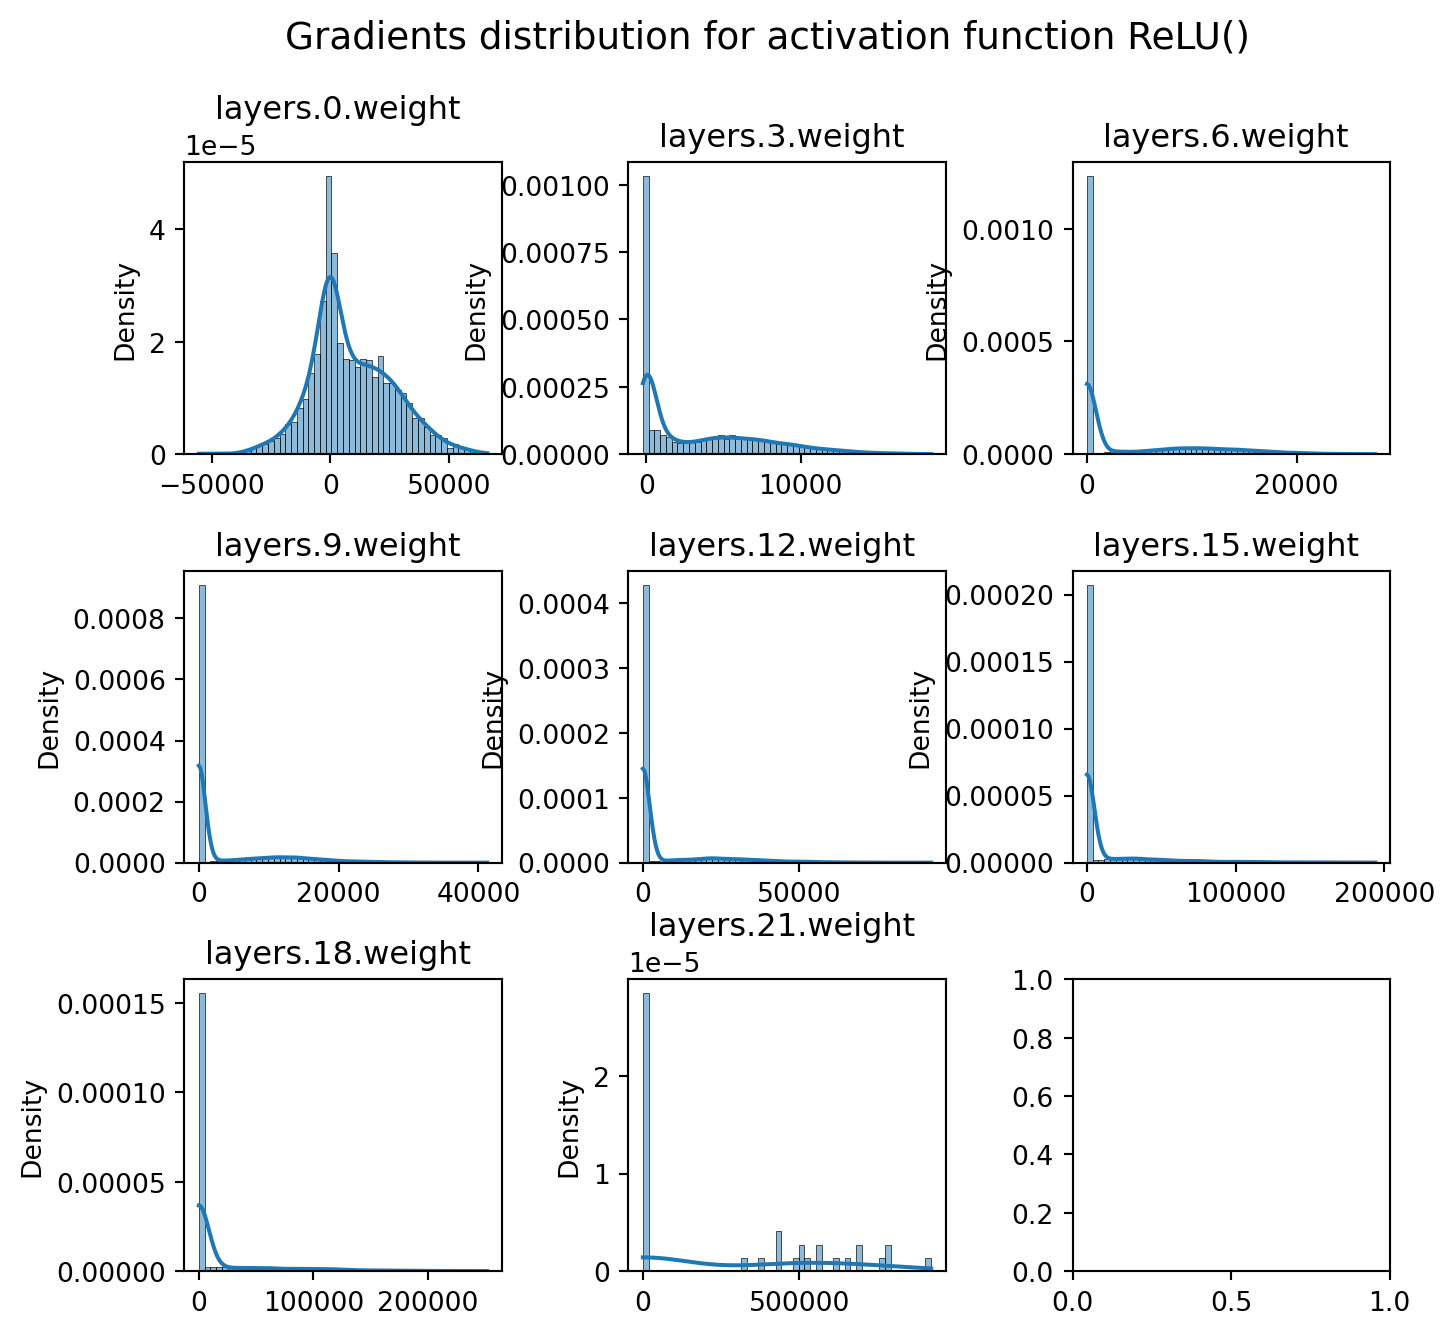 Gradients distribution for activation function ReLU()
layers.0.weight
1e−5
Density
4
2
0
−50000 0 50000
layers.3.weight
Density
0.00100
0.00075
0.00050
0.00025
0.00000
0 10000
layers.6.weight
Density
0.0010
0.0005
0.0000
0 20000
layers.9.weight
Density
0.0008
0.0006
0.0004
0.0002
0.0000
0 20000 40000
layers.12.weight
Density
0.0004
0.0003
0.0002
0.0001
0.0000
0 50000
layers.15.weight
Density
0.00020
0.00015
0.00010
0.00005
0.00000
0 100000 200000
layers.18.weight
Density
0.00015
0.00010
0.00005
0.00000
0 100000 200000
layers.21.weight
1e−5
Density
2
1
0
0 500000
1.0
0.8
0.6
0.4
0.2
0.0
0.0 0.5 1.0